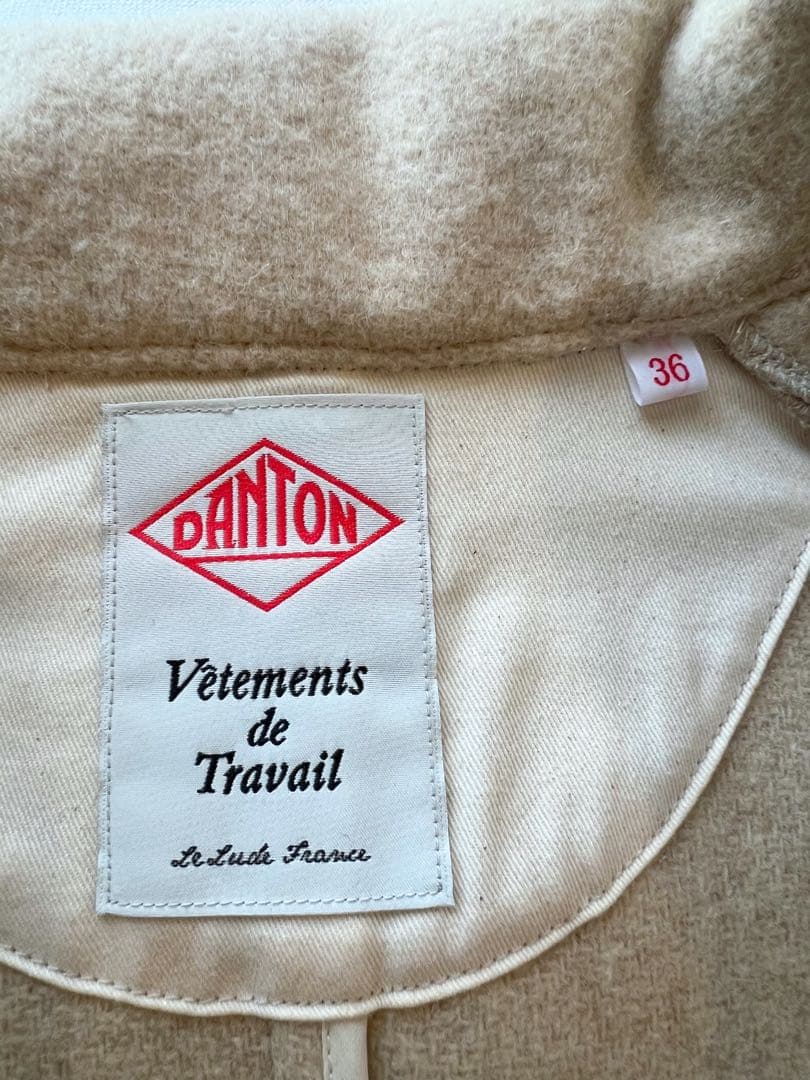 36
DANTON
Vêtements
de
Travail
Le Lude France